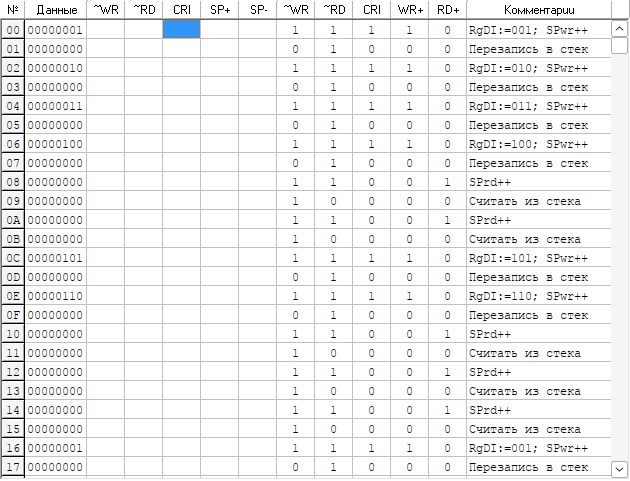 № Данные ~WR ~RD CRI SP+ SP- ~WR ~RD CRI WR+ RD+ Комментарии
00 00000001 1 1 1 1 0 RgDI:=001; SPwr++
01 00000000 0 1 0 0 0 Перезапись в стек
02 00000010 1 1 1 1 0 RgDI:=010; SPwr++
03 00000000 0 1 0 0 0 Перезапись в стек
04 00000011 1 1 1 1 0 RgDI:=011; SPwr++
05 00000000 0 1 0 0 0 Перезапись в стек
06 00000100 1 1 1 1 0 RgDI:=100; SPwr++
07 00000000 0 1 0 0 0 Перезапись в стек
08 00000000 1 1 0 0 1 SPrd++
09 00000000 1 0 0 0 0 Считать из стека
0A 00000000 1 1 0 0 1 SPrd++
0B 00000000 1 0 0 0 0 Считать из стека
0C 00000101 1 1 1 1 0 RgDI:=101; SPwr++
0D 00000000 0 1 0 0 0 Перезапись в стек
0E 00000110 1 1 1 1 0 RgDI:=110; SPwr++
0F 00000000 0 1 0 0 0 Перезапись в стек
10 00000000 1 1 0 0 1 SPrd++
11 00000000 1 0 0 0 0 Считать из стека
12 00000000 1 1 0 0 1 SPrd++
13 00000000 1 0 0 0 0 Считать из стека
14 00000000 1 1 0 0 1 SPrd++
15 00000000 1 0 0 0 0 Считать из стека
16 00000001 1 1 1 1 0 RgDI:=001; SPwr++
17 00000000 0 1 0 0 0 Перезапись в стек